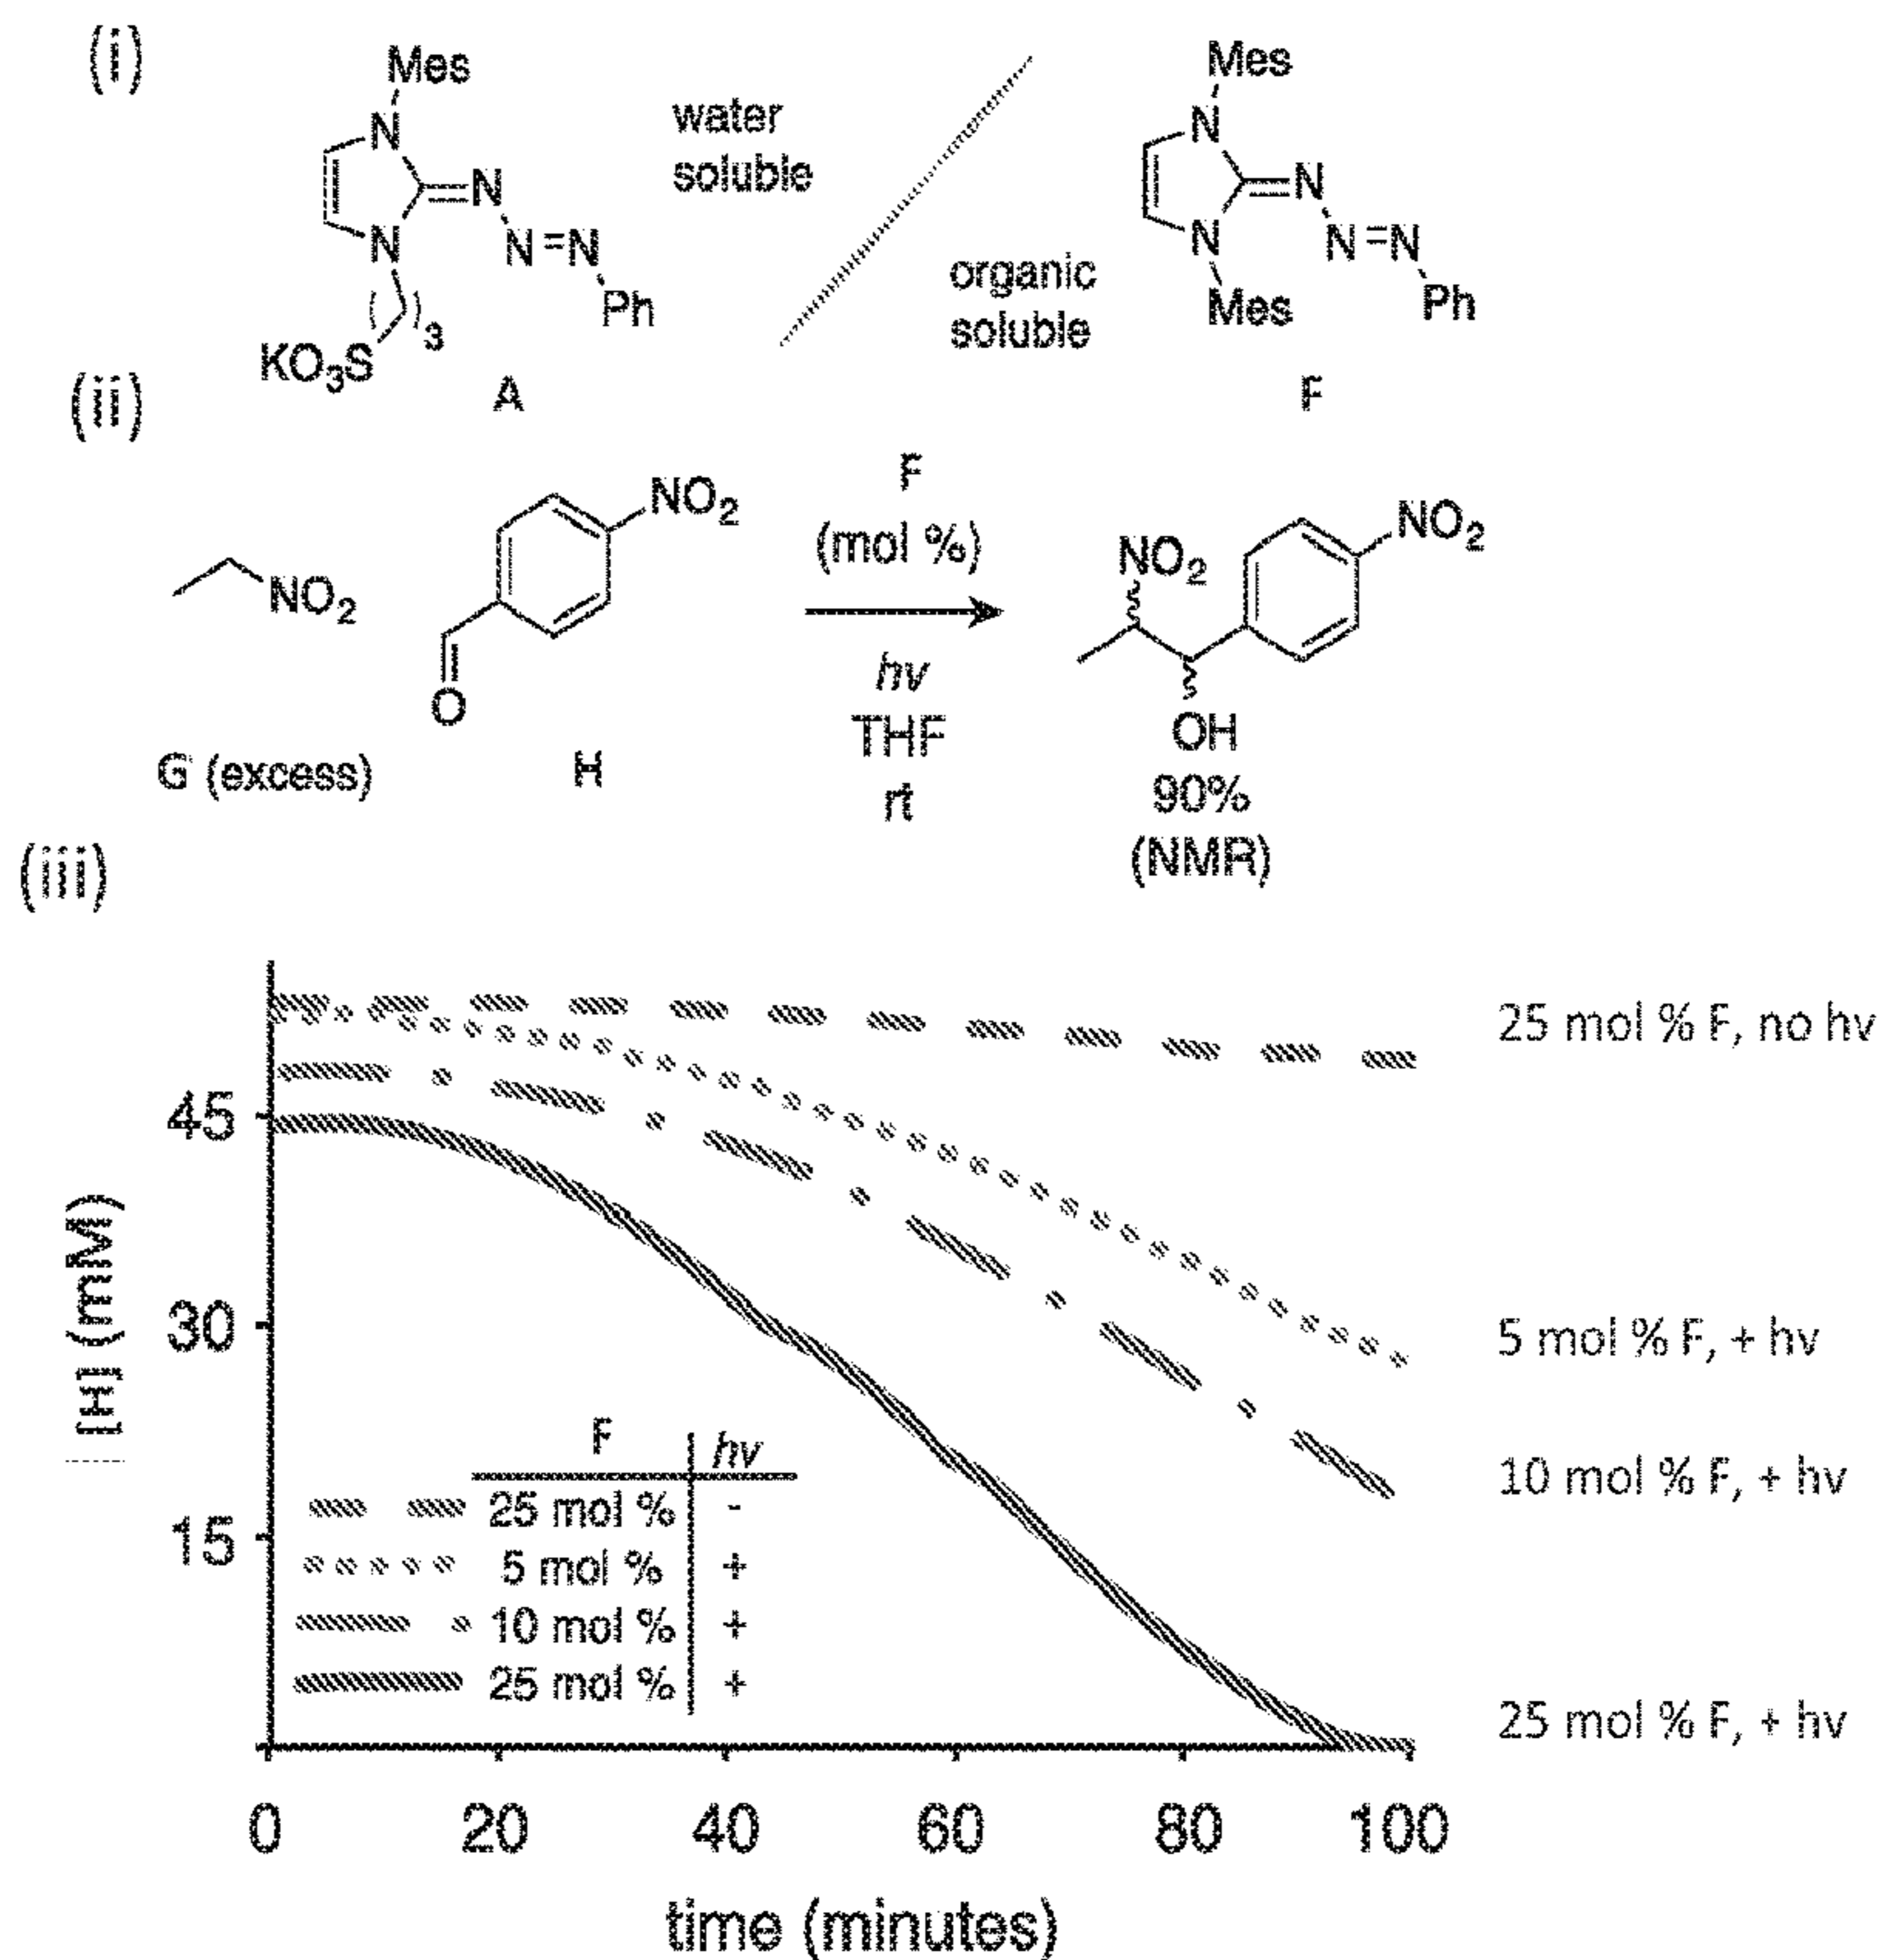 (i)
Mes
N
N
N
N=N
Ph
( )3
KO3S
A
water
soluble
organic
soluble
Mes
N
N
N
N=N
Mes
Ph
F
(ii)
NO2
G (excess)
NO2
O
H
F
(mol %)
hv
THF
rt
NO2
NO2
OH
90%
(NMR)
(iii)
[H] (mM)
45
30
15
F hv
25 mol % -
5 mol % +
10 mol % +
25 mol % +
25 mol % F, no hv
5 mol % F, + hv
10 mol % F, + hv
25 mol % F, + hv
0 20 40 60 80 100
time (minutes)